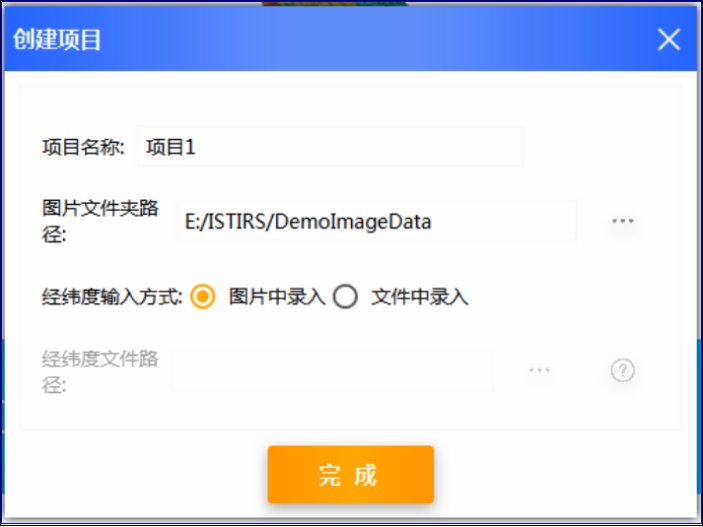 创建项目
项目名称: 项目1
图片文件夹路
径:
E:/ISTIRS/DemoImageData
...
经纬度输入方式: 图片中录入 文件中录入
经纬度文件路
径:
...
?
完 成